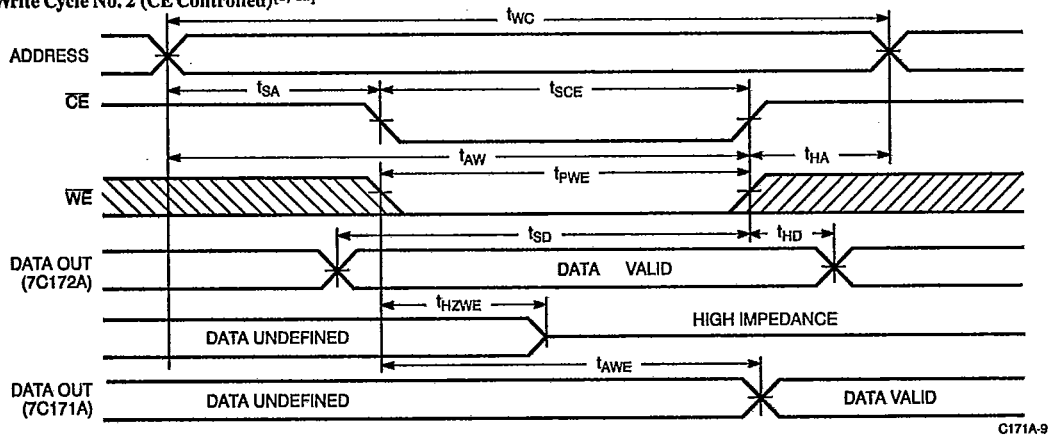 Write Cycle No. 2 (CE Controlled)
tWC
ADDRESS
tSA
tSCE
CE
tAW
tHA
tPWE
WE
tSD
tHD
DATA OUT
(7C172A)
DATA VALID
tHZWE
HIGH IMPEDANCE
DATA UNDEFINED
tAWE
DATA OUT
(7C171A)
DATA UNDEFINED
DATA VALID
C171A-9